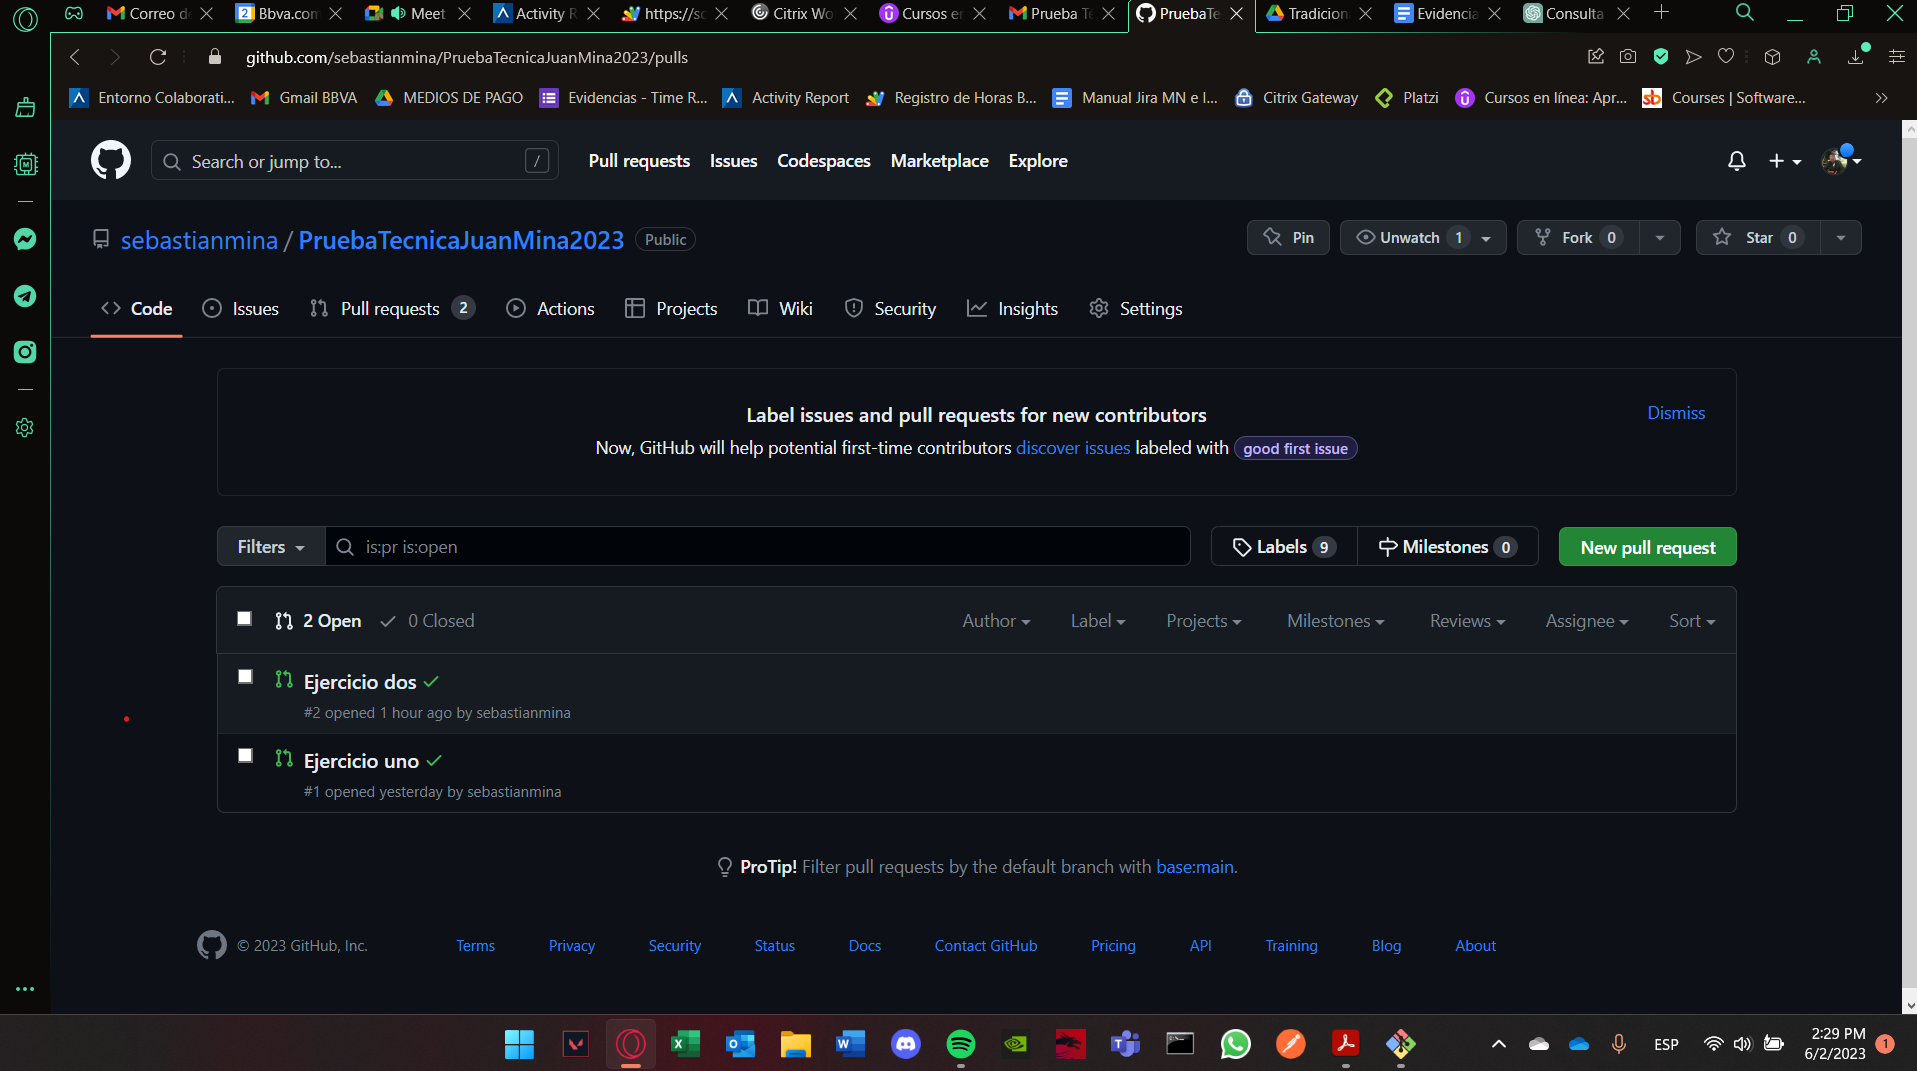 Correo de
Bbva.com
Meet
Activity R
https://sc
Citrix Wo
Cursos en
Prueba Te
PruebaTe
Tradicion
Evidencia
Consulta
github.com/sebastianmina/PruebaTecnicaJuanMina2023/pulls
Entorno Colaborati...
Gmail BBVA
MEDIOS DE PAGO
Evidencias - Time R...
Activity Report
Registro de Horas B...
Manual Jira MN e I...
Citrix Gateway
Platzi
Cursos en línea: Apr...
Courses | Software...
Search or jump to...
/
Pull requests
Issues
Codespaces
Marketplace
Explore
sebastianmina / PruebaTecnicaJuanMina2023 Public
Pin
Unwatch 1
Fork 0
Star 0
Code
Issues
Pull requests 2
Actions
Projects
Wiki
Security
Insights
Settings
Label issues and pull requests for new contributors
Dismiss
Now, GitHub will help potential first-time contributors discover issues labeled with good first issue
Filters
is:pr is:open
Labels 9
Milestones 0
New pull request
2 Open
0 Closed
Author
Label
Projects
Milestones
Reviews
Assignee
Sort
Ejercicio dos
#2 opened 1 hour ago by sebastianmina
Ejercicio uno
#1 opened yesterday by sebastianmina
ProTip! Filter pull requests by the default branch with base:main.
© 2023 GitHub, Inc.
Terms
Privacy
Security
Status
Docs
Contact GitHub
Pricing
API
Training
Blog
About
ESP
2:29 PM
6/2/2023
1